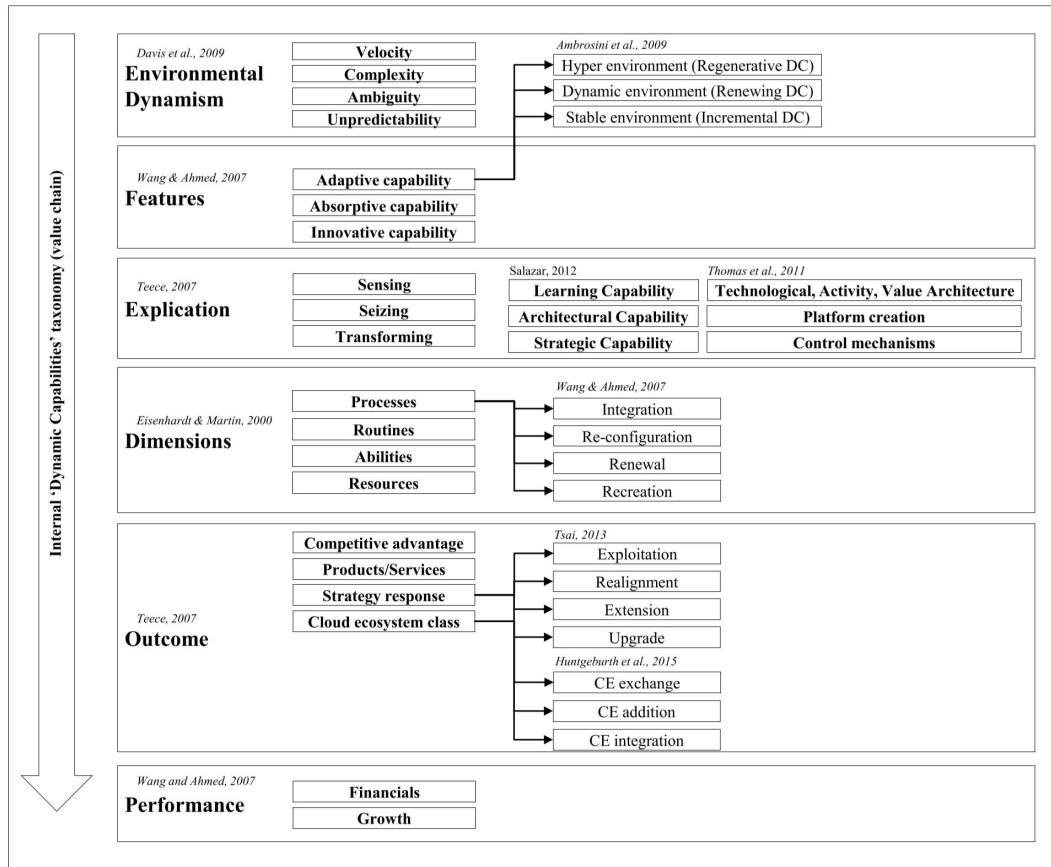 Internal ‘Dynamic Capabilities’ taxonomy (value chain)
Davis et al., 2009
Environmental
Dynamism
Velocity
Complexity
Ambiguity
Unpredictability
Ambrosini et al., 2009
Hyper environment (Regenerative DC)
Dynamic environment (Renewing DC)
Stable environment (Incremental DC)
Wang & Ahmed, 2007
Features
Adaptive capability
Absorptive capability
Innovative capability
Teece, 2007
Explication
Sensing
Seizing
Transforming
Salazar, 2012
Learning Capability
Architectural Capability
Strategic Capability
Thomas et al., 2011
Technological, Activity, Value Architecture
Platform creation
Control mechanisms
Eisenhardt & Martin, 2000
Dimensions
Processes
Routines
Abilities
Resources
Wang & Ahmed, 2007
Integration
Re-configuration
Renewal
Recreation
Teece, 2007
Outcome
Competitive advantage
Products/Services
Strategy response
Cloud ecosystem class
Tsai, 2013
Exploitation
Realignment
Extension
Upgrade
Huntgeburth et al., 2015
CE exchange
CE addition
CE integration
Wang and Ahmed, 2007
Performance
Financials
Growth